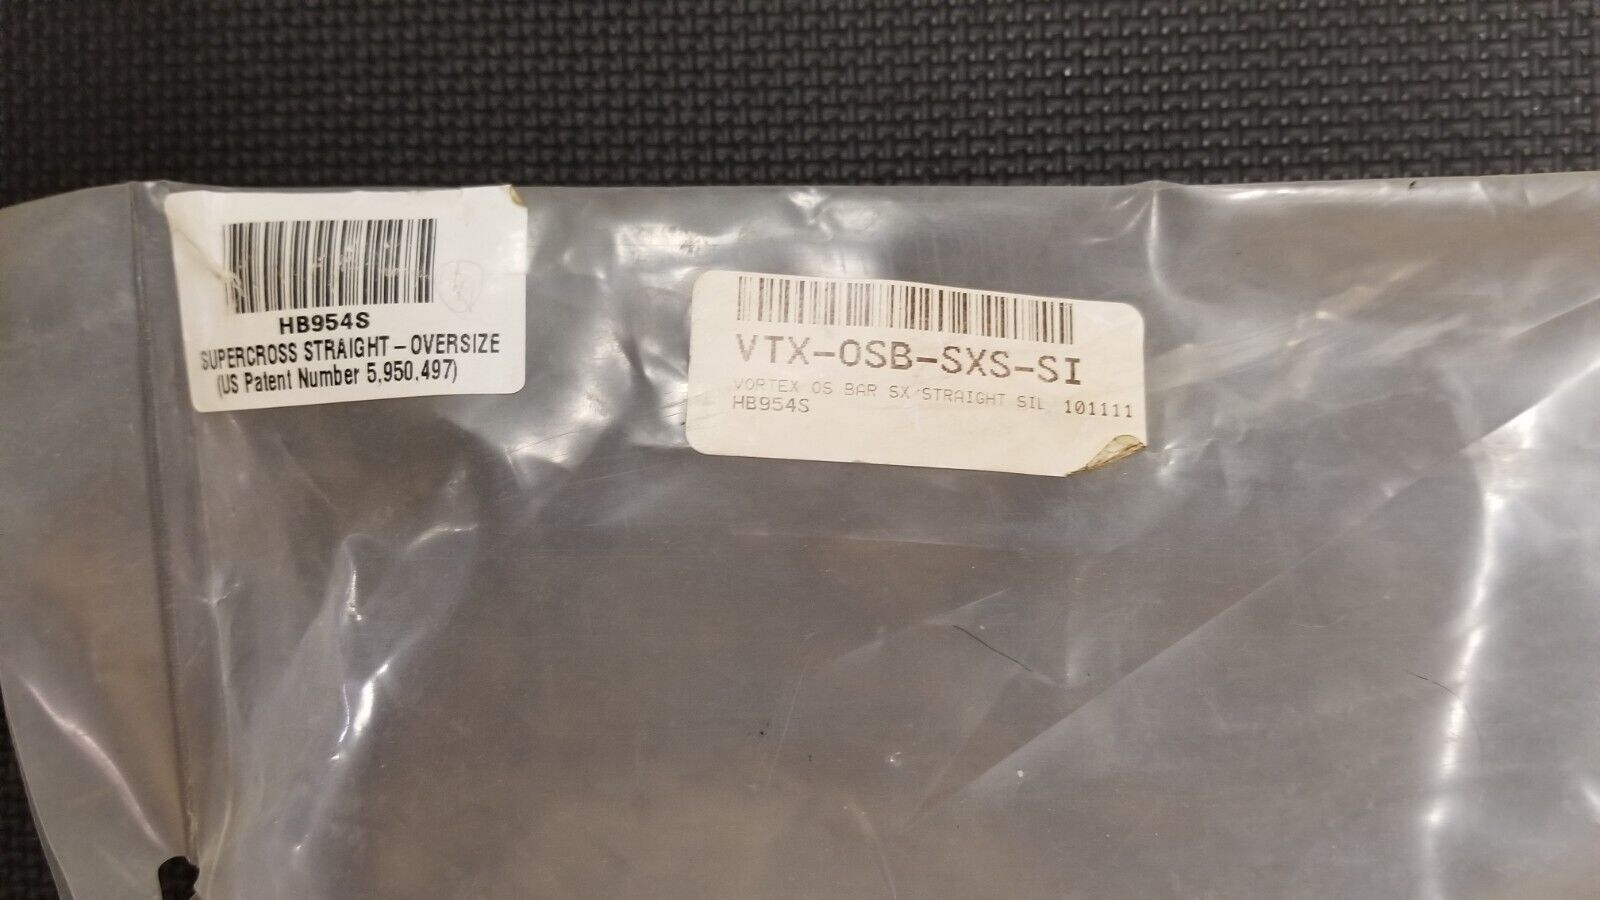 HB954S
SUPERCROSS STRAIGHT-OVERSIZE
(US Patent Number 5,950,497)
VTX-OSB-SXS-SI
VORTEX OS BAR SX STRAIGHT SIL 101111
HB954S